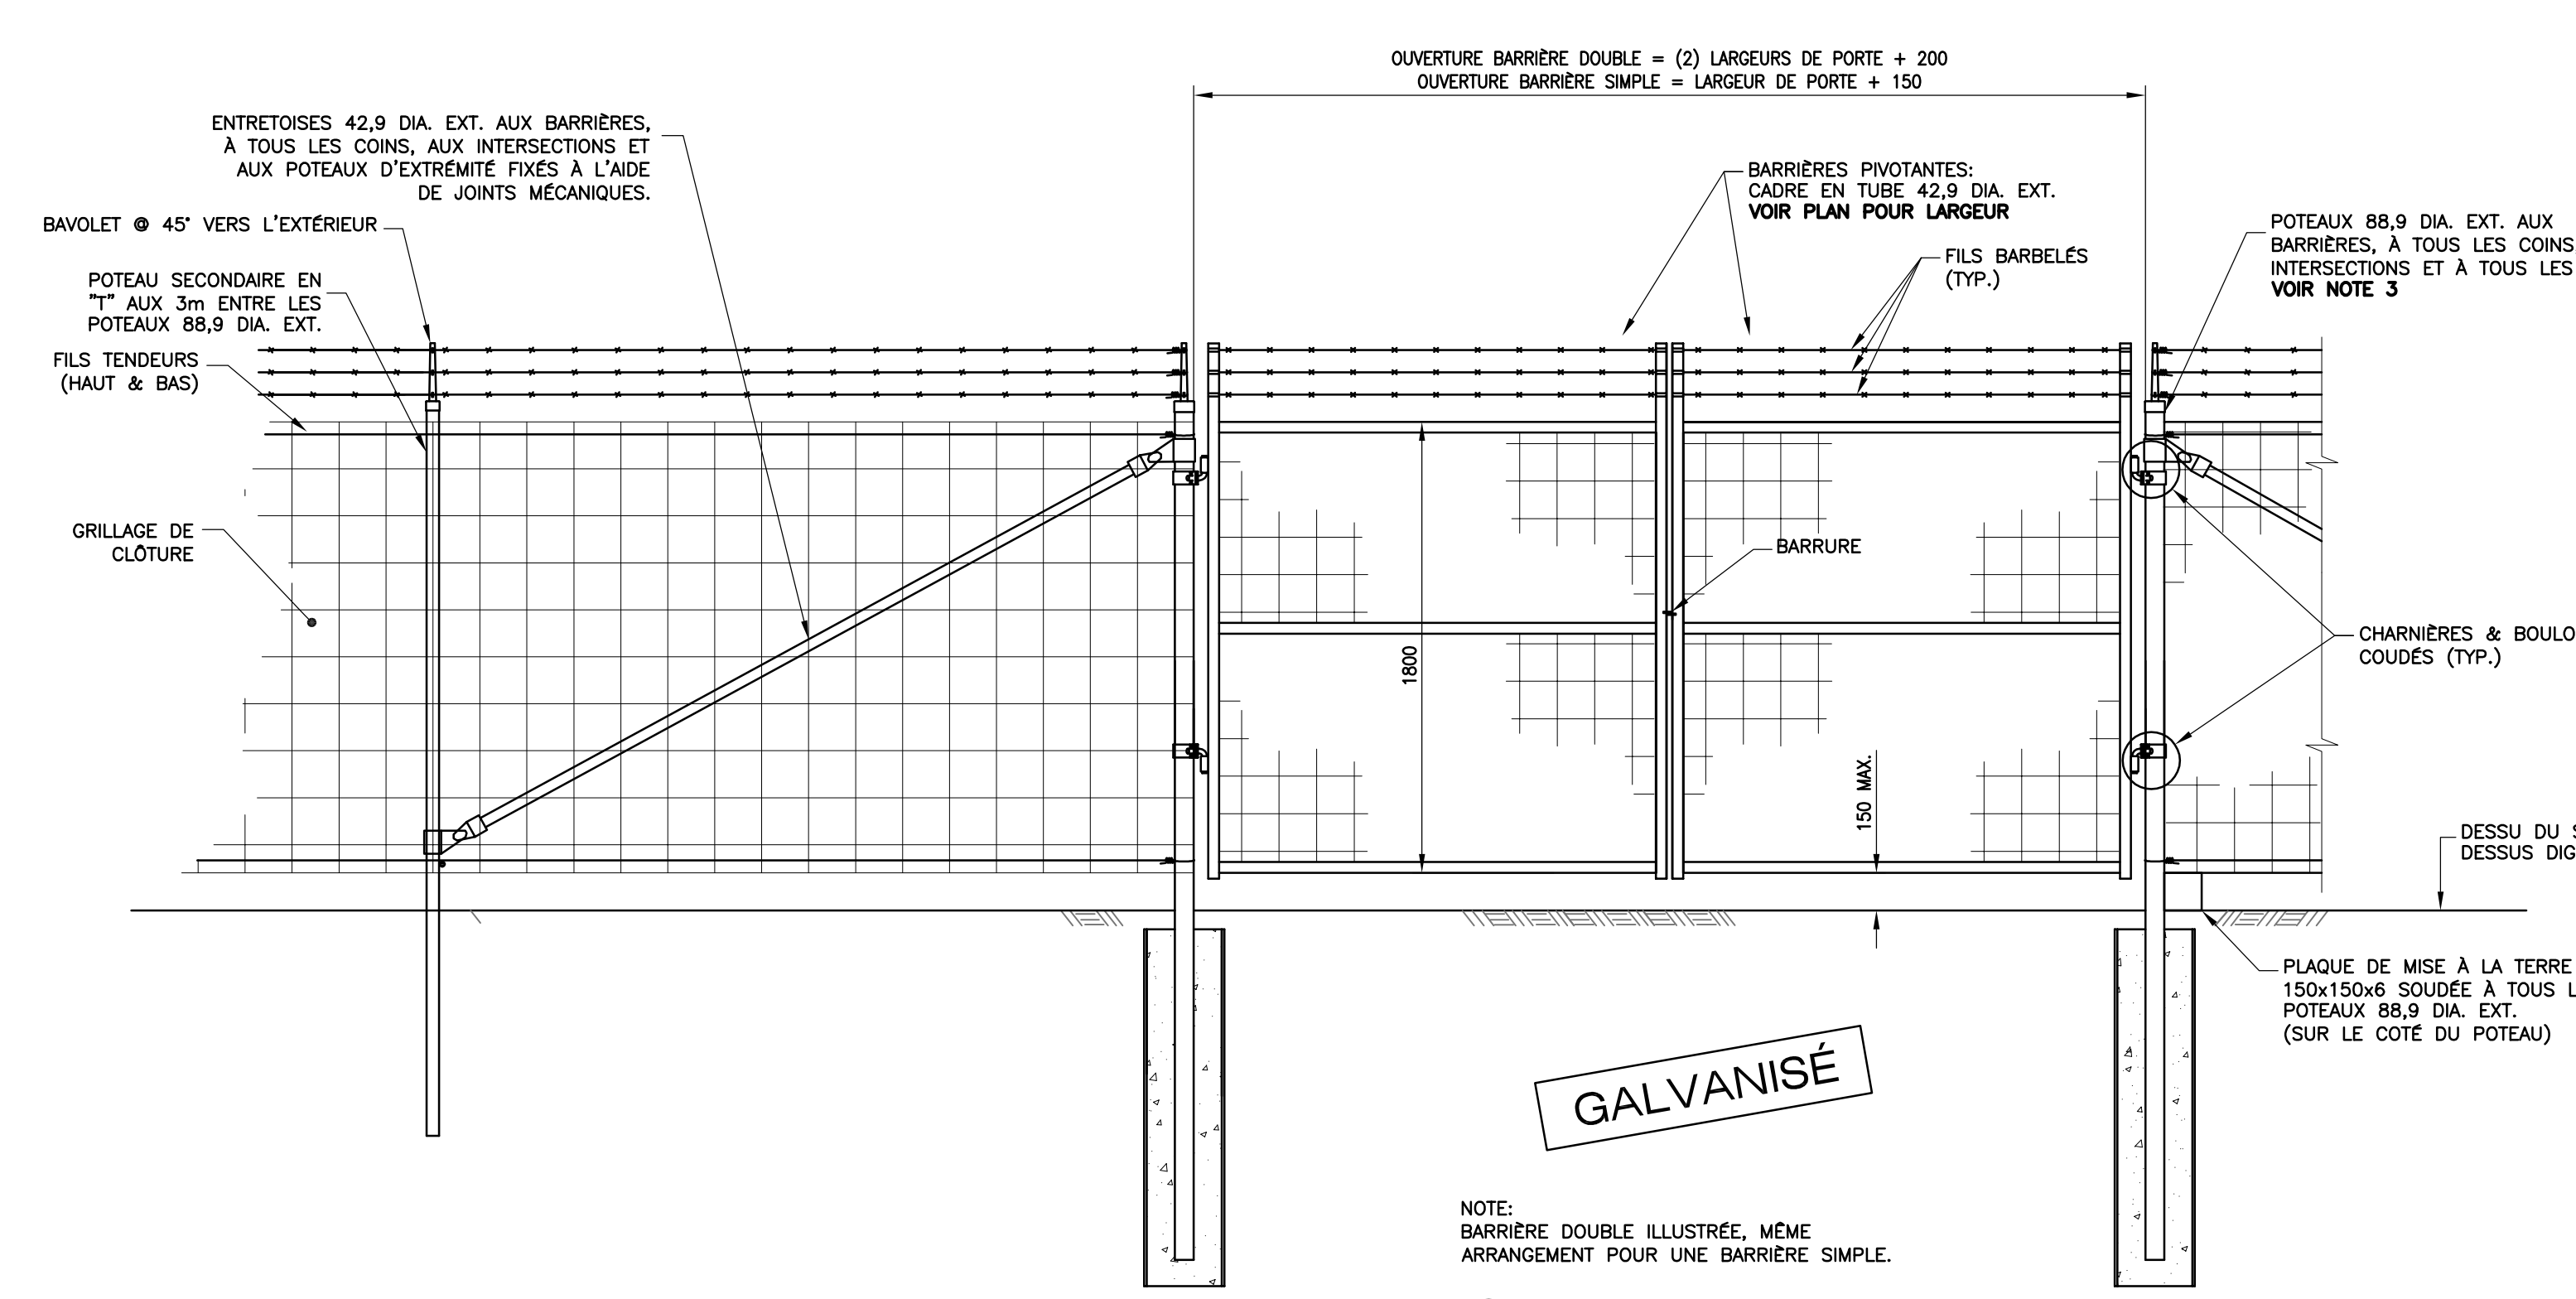 OUVERTURE BARRIÈRE DOUBLE = (2) LARGEURS DE PORTE + 200
OUVERTURE BARRIÈRE SIMPLE = LARGEUR DE PORTE + 150
ENTRETOISES 42,9 DIA. EXT. AUX BARRIÈRES,
À TOUS LES COINS, AUX INTERSECTIONS ET
AUX POTEAUX D'EXTRÉMITÉ FIXÉS À L'AIDE
DE JOINTS MÉCANIQUES.
BAVOLET @ 45° VERS L'EXTÉRIEUR
POTEAU SECONDAIRE EN
"T" AUX 3m ENTRE LES
POTEAUX 88,9 DIA. EXT.
FILS TENDEURS
(HAUT & BAS)
GRILLAGE DE
CLÔTURE
BARRIÈRES PIVOTANTES:
CADRE EN TUBE 42,9 DIA. EXT.
VOIR PLAN POUR LARGEUR
FILS BARBELÉS
(TYP.)
POTEAUX 88,9 DIA. EXT. AUX
BARRIÈRES, À TOUS LES COINS
INTERSECTIONS ET À TOUS LES
VOIR NOTE 3
BARRURE
1800
150 MAX.
CHARNIÈRES &
COUDÉS (TYP.)
DESSU DU
DESSUS
PLAQUE DE MISE À LA TERRE
150x150x6 SOUDÉE À TOUS
POTEAUX 88,9 DIA. EXT.
(SUR LE COTÉ DU POTEAU)
GALVANISÉ
NOTE:
BARRIÈRE DOUBLE ILLUSTRÉE, MÊME
ARRANGEMENT POUR UNE BARRIÈRE SIMPLE.